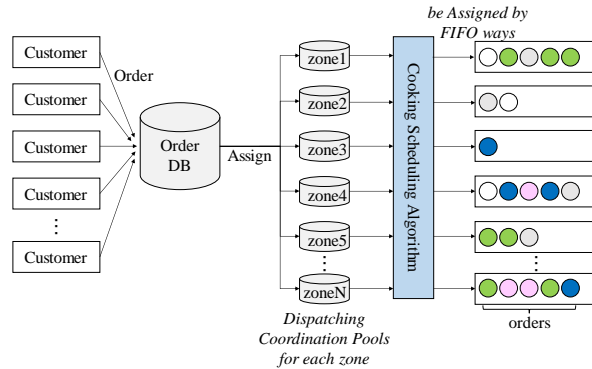 be Assigned by
FIFO ways
Customer
Customer
Customer
Customer
Customer
Order
Order
DB
Assign
zone1
zone2
zone3
zone4
zone5
zoneN
Dispatching
Coordination Pools
for each zone
Cooking Scheduling Algorithm
orders